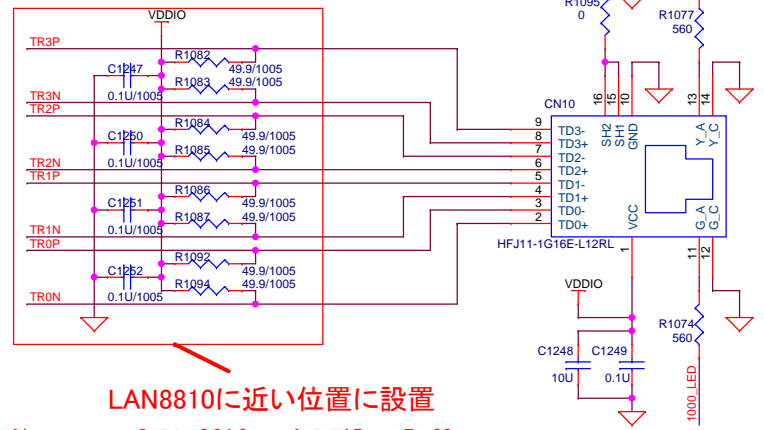 VDDIO
R1095
0
R1077
560
TR3P
R1082
49.9/1005
C1247
0.1U/1005
R1083
49.9/1005
TR3N
TR2P
R1084
49.9/1005
C1250
0.1U/1005
R1085
49.9/1005
TR2N
TR1P
R1086
49.9/1005
C1251
0.1U/1005
R1087
49.9/1005
TR1N
TR0P
R1092
49.9/1005
C1252
0.1U/1005
R1094
49.9/1005
TR0N
CN10
16
15
10
13
14
SH2
SH1
GND
Y_A
Y_C
9 TD3-
8 TD3+
7 TD2-
6 TD2+
5 TD1-
4 TD1+
3 TD0-
2 TD0+
VCC
G_A
G_C
HFJ11-1G16E-L12RL
1
11
12
VDDIO
C1248
10U
C1249
0.1U
R1074
560
1000_LED
LAN8810に近い位置に設置